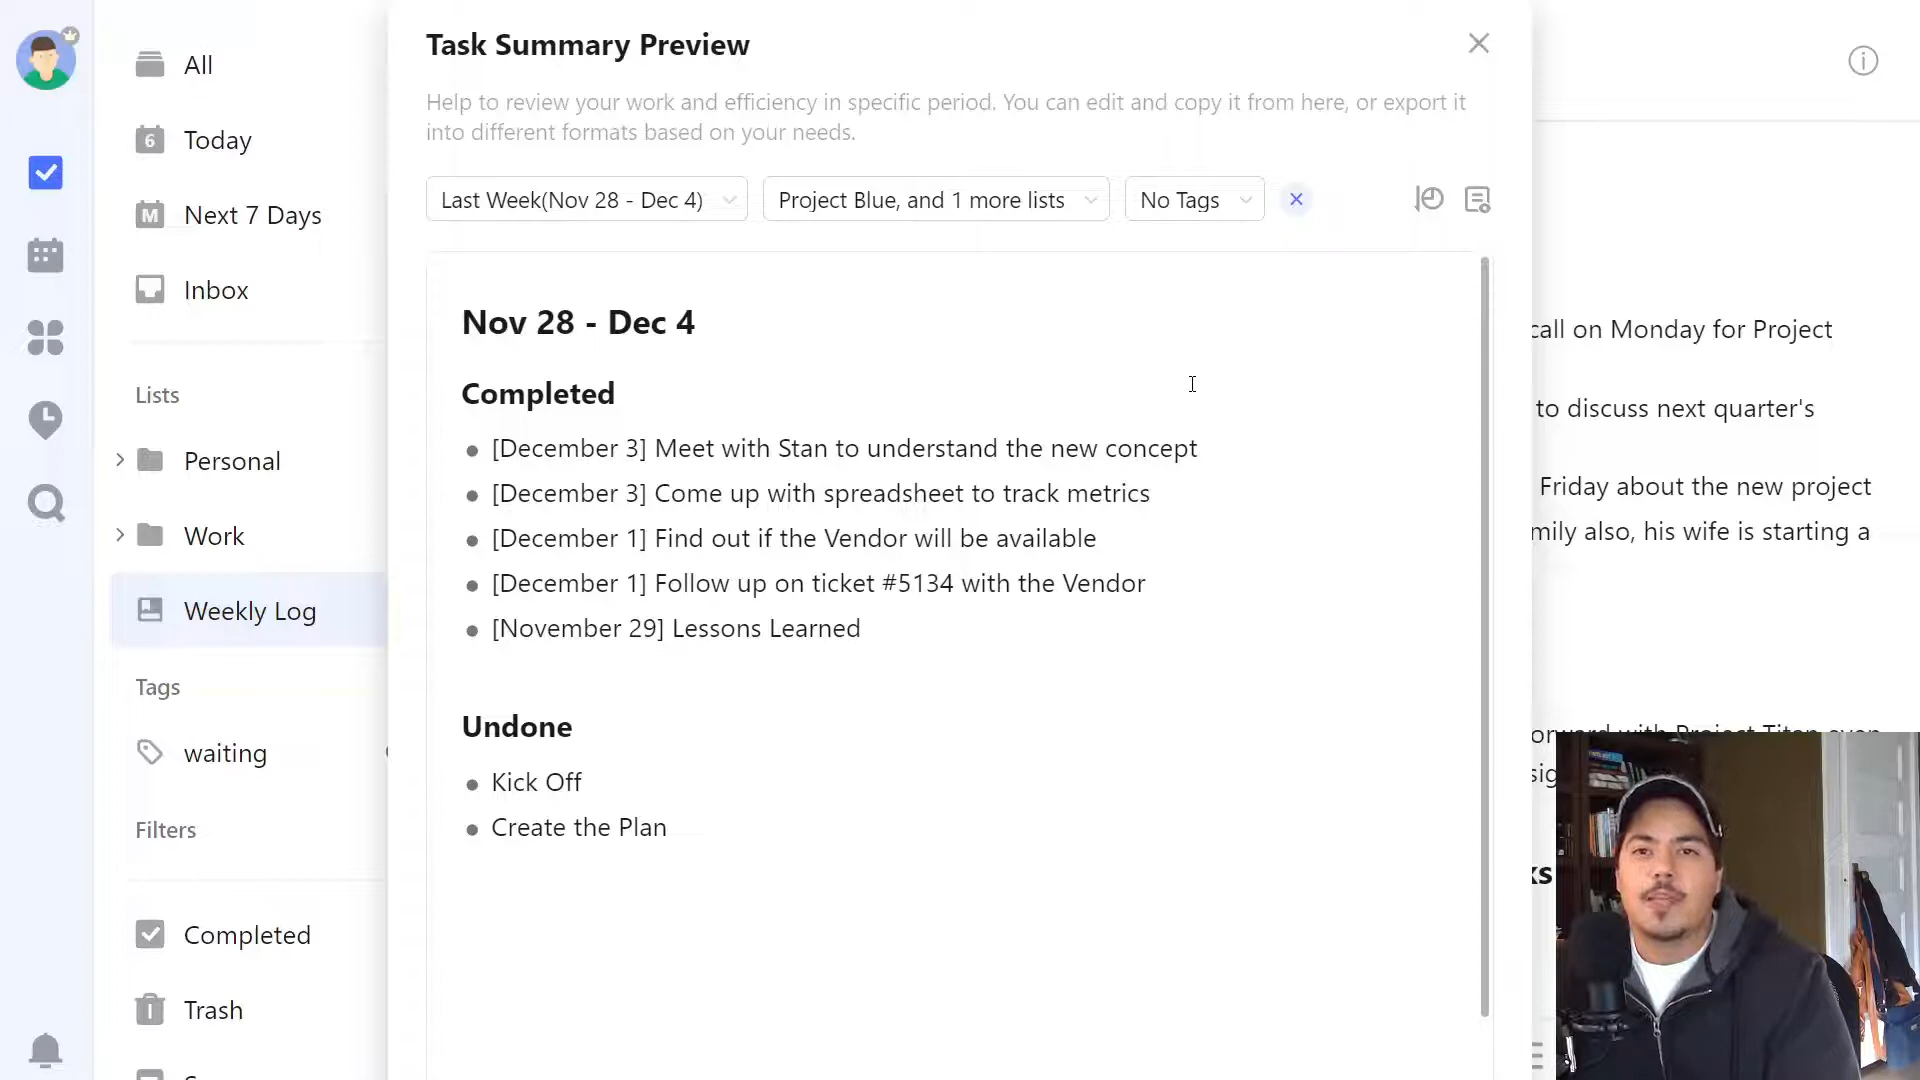 All
6
Today
M
Next 7 Days
Inbox
Lists
Personal
Work
Weekly Log
Tags
waiting
Filters
Completed
Trash
Task Summary Preview
Help to review your work and efficiency in specific period. You can edit and copy it from here, or export it
into different formats based on your needs.
Last Week(Nov 28 - Dec 4)
Project Blue, and 1 more lists
No Tags
Nov 28 - Dec 4
Completed
[December 3] Meet with Stan to understand the new concept
[December 3] Come up with spreadsheet to track metrics
[December 1] Find out if the Vendor will be available
[December 1] Follow up on ticket #5134 with the Vendor
[November 29] Lessons Learned
Undone
Kick Off
Create the Plan
call on Monday for Project
to discuss next quarter's
Friday about the new project
mily also, his wife is starting a
Project Titan even
ks